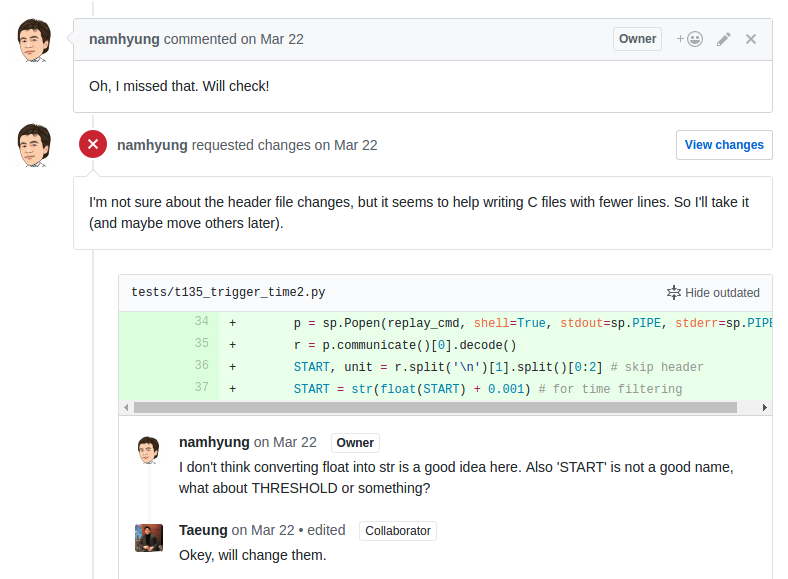 namhyung commented on Mar 22
Owner
Oh, I missed that. Will check!
namhyung requested changes on Mar 22
View changes
I'm not sure about the header file changes, but it seems to help writing C files with fewer lines. So I'll take it
(and maybe move others later).
tests/t135_trigger_time2.py
Hide outdated
34 + p = sp.Popen(replay_cmd, shell=True, stdout=sp.PIPE, stderr=sp.PIPE
35 + r = p.communicate()[0].decode()
36 + START, unit = r.split('\n')[1].split()[0:2] # skip header
37 + START = str(float(START) + 0.001) # for time filtering
namhyung on Mar 22 Owner
I don't think converting float into str is a good idea here. Also 'START' is not a good name,
what about THRESHOLD or something?
Taeung on Mar 22 • edited Collaborator
Okey, will change them.